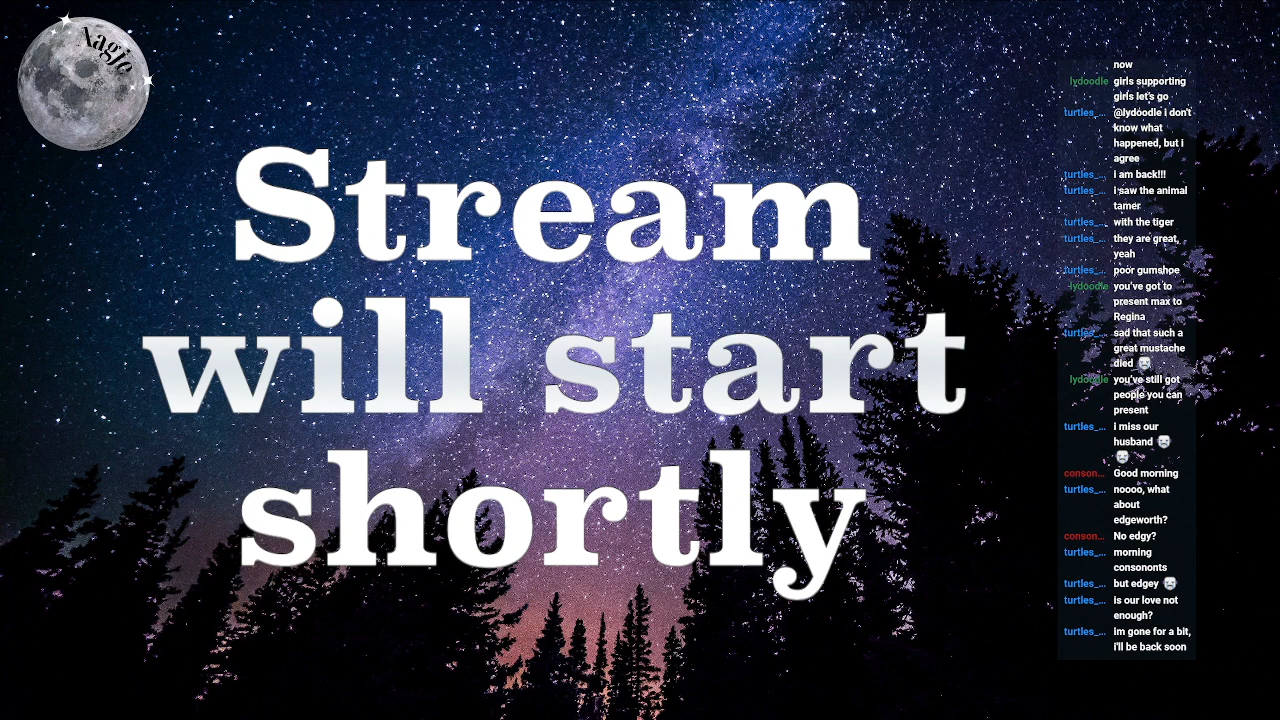 Aagje
Stream
will start
shortly
now
lydoodle girls supporting
girls let's go
turtles_... @lydoodle i don't
know what
happened, but i
agree
turtles_... i am back!!!
turtles_... i saw the animal
tamer
turtles_... with the tiger
turtles_... they are great,
yeah
turtles_... poor gumshoe
lydoodle you've got to
present max to
Regina
turtles_... sad that such a
great mustache
died
lydoodle you've still got
people you can
present
turtles_... i miss our
husband
conson... Good morning
turtles_... noooo, what
about
edgeworth?
conson... No edgy?
turtles_... morning
consononts
turtles_... but edgey
turtles_... is our love not
enough?
turtles_... im gone for a bit,
i'll be back soon